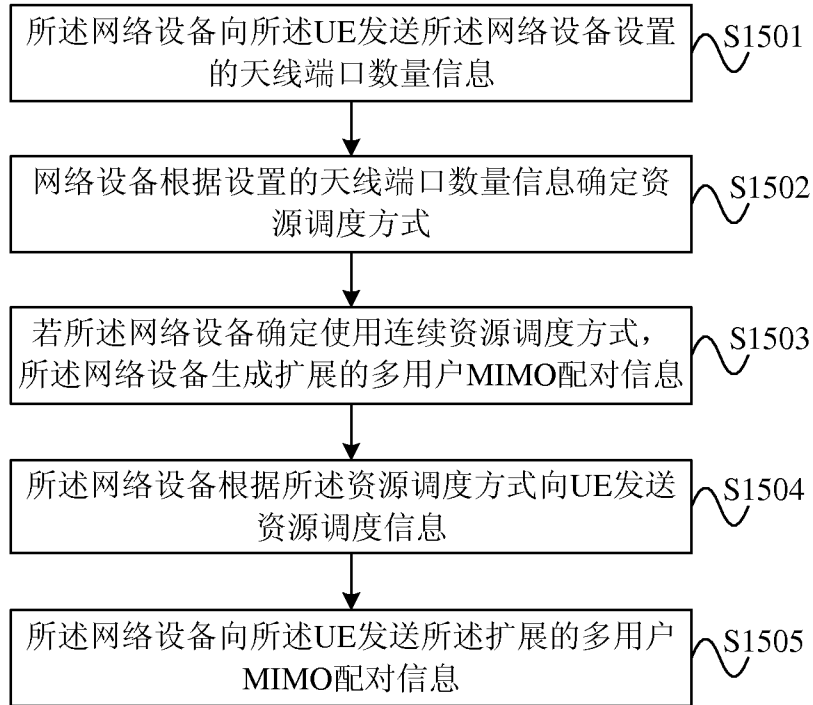 所述网络设备向所述UE发送所述网络设备设置
的天线端口数量信息
S1501
网络设备根据设置的天线端口数量信息确定资
源调度方式
S1502
若所述网络设备确定使用连续资源调度方式，
所述网络设备生成扩展的多用户MIMO配对信息
S1503
所述网络设备根据所述资源调度方式向UE发送
资源调度信息
S1504
所述网络设备向所述UE发送所述扩展的多用户
MIMO配对信息
S1505